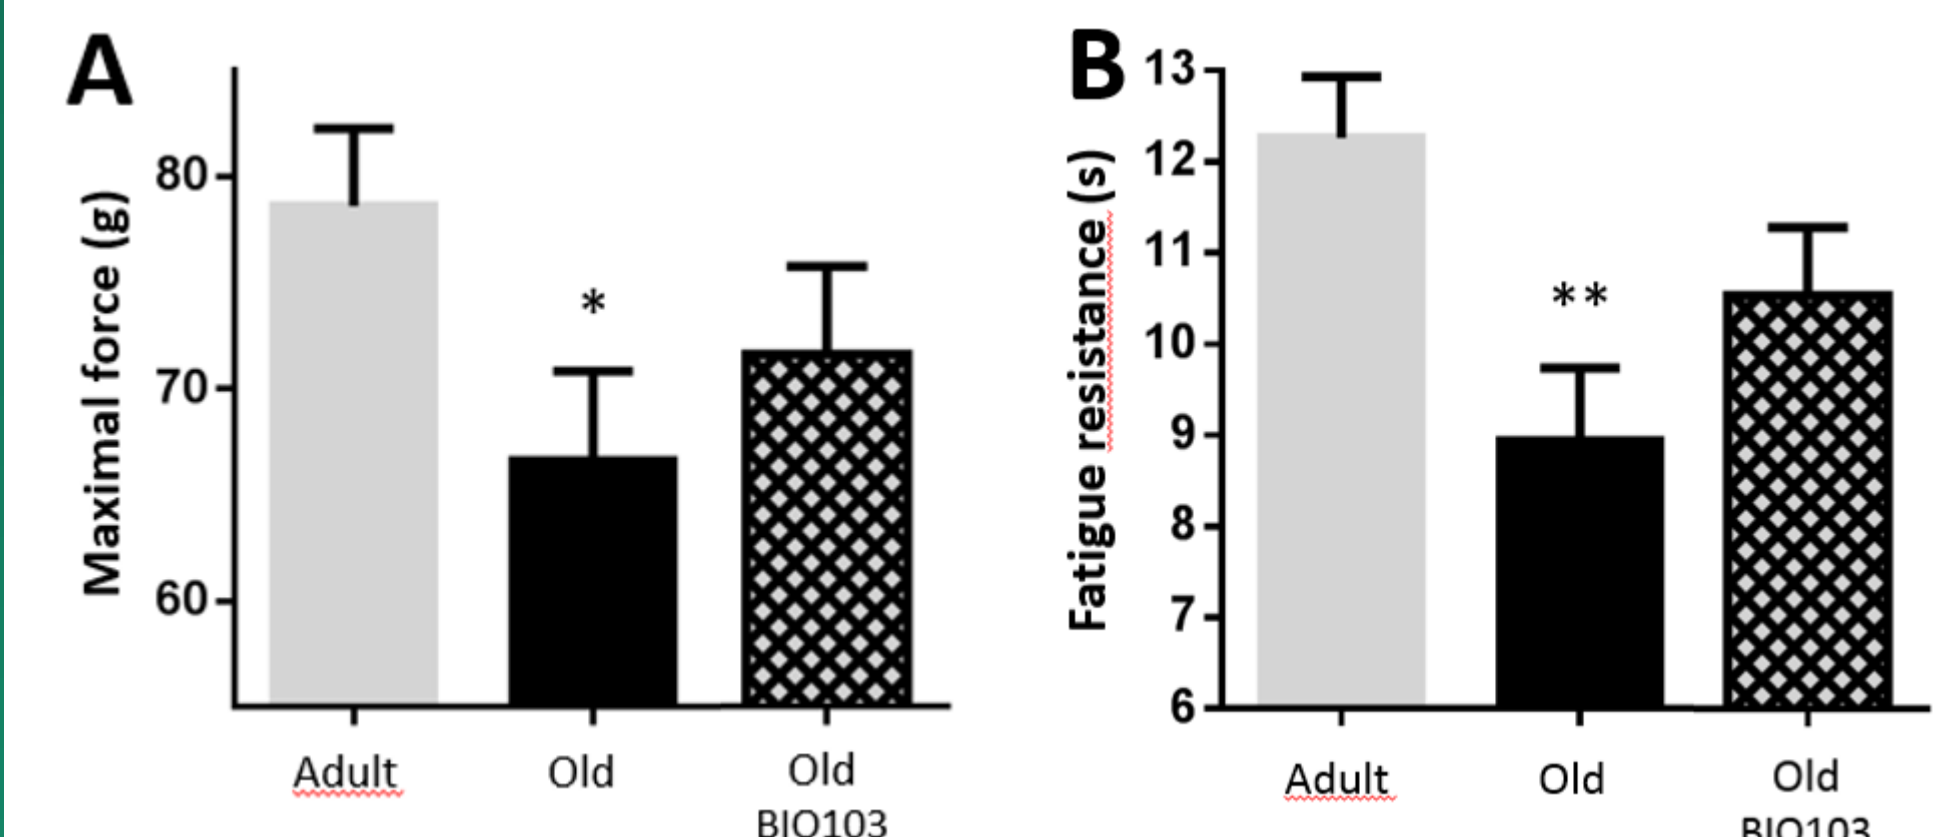 A
Maximal force (g)
80
70
60
*
Adult
Old
Old
BIO103
B
Fatigue resistance (s)
13
12
11
10
9
8
7
6
**
Adult
Old
Old
BIO103